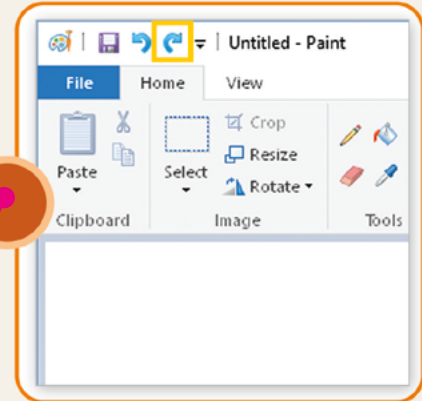 Untitled - Paint
File Home View
Crop
Resize
Paste Select Rotate
Clipboard Image Tools